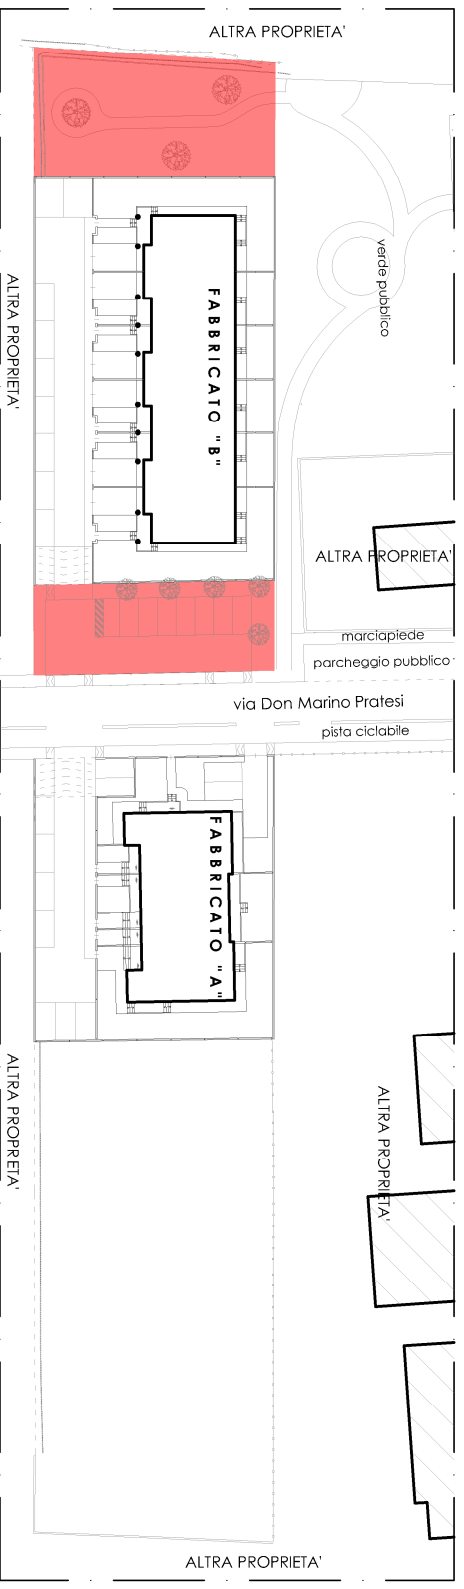 ALTRA PROPRIETA'
verde pubblico
ALTRA PROPRIETA'
FABBRICATO "B"
ALTRA PROPRIETA'
marciapiede
parcheggio pubblico
via Don Marino Pratesi
pista ciclabile
FABBRICATO "A"
ALTRA PROPRIETA'
ALTRA PROPRIETA'
ALTRA PROPRIETA'